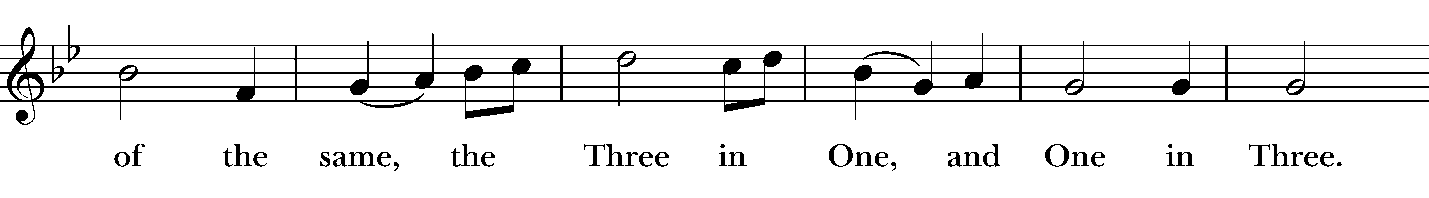 of the same, the Three in One, and One in Three.